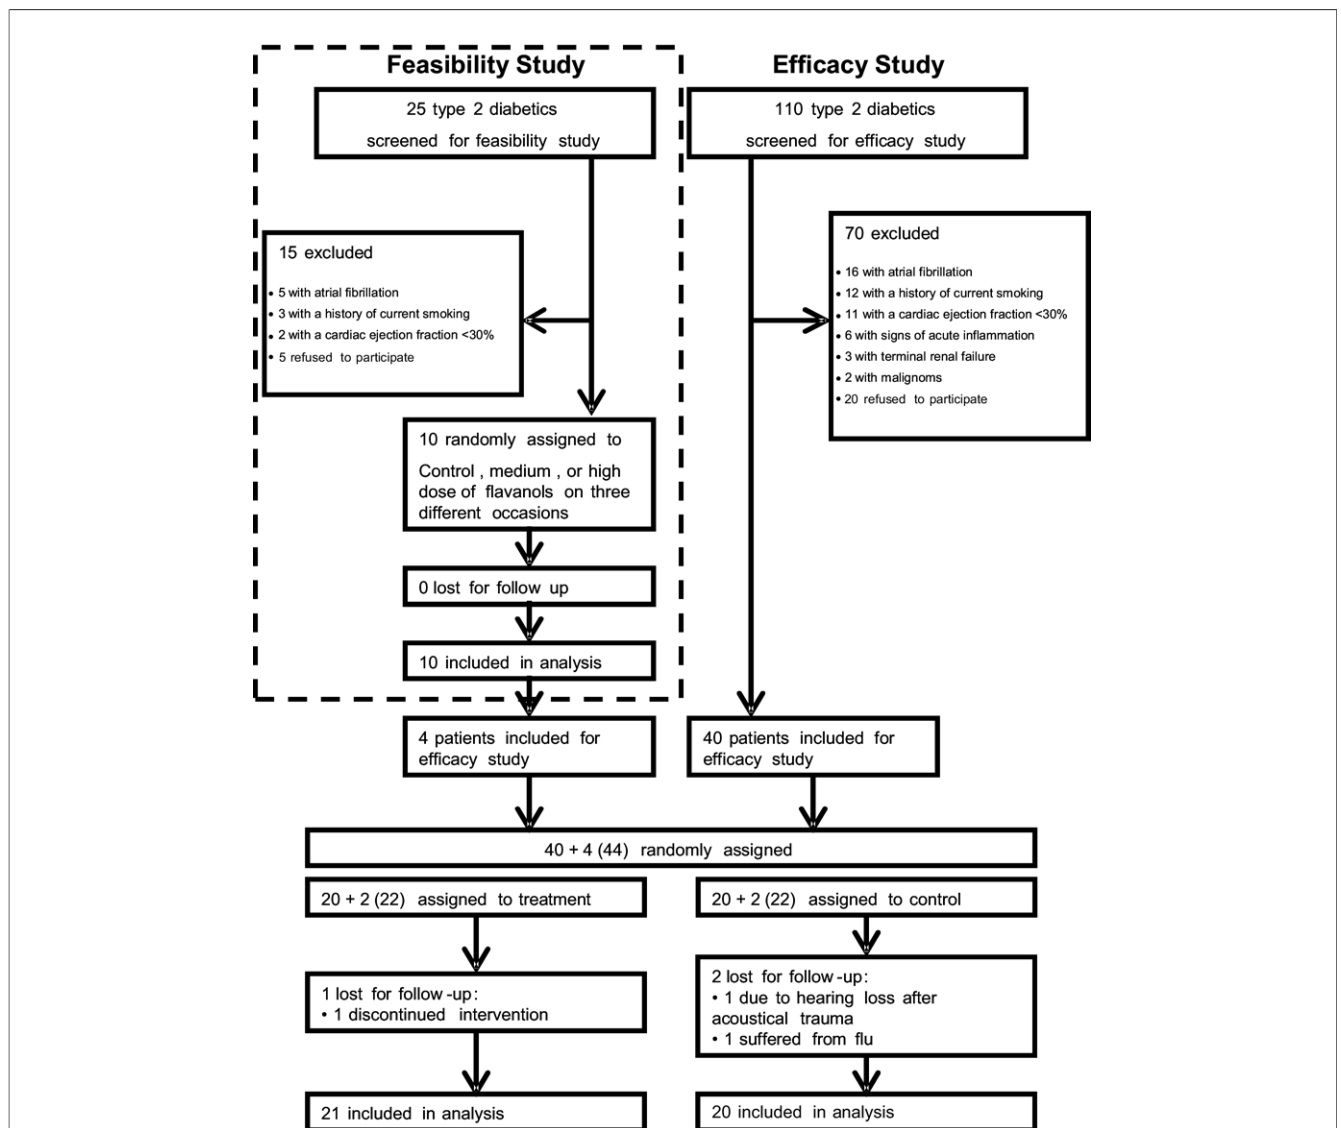 Feasibility Study
25 type 2 diabetics
screened for feasibility study
15 excluded
• 5 with atrial fibrillation
• 3 with a history of current smoking
• 2 with a cardiac ejection fraction <30%
• 5 refused to participate
10 randomly assigned to
Control , medium , or high
dose of flavanols on three
different occasions
0 lost for follow up
10 included in analysis
4 patients included for
efficacy study
Efficacy Study
110 type 2 diabetics
screened for efficacy study
70 excluded
• 16 with atrial fibrillation
• 12 with a history of current smoking
• 11 with a cardiac ejection fraction <30%
• 6 with signs of acute inflammation
• 3 with terminal renal failure
• 2 with malignoms
• 20 refused to participate
40 patients included for
efficacy study
40 + 4 (44) randomly assigned
20 + 2 (22) assigned to treatment
1 lost for follow-up:
• 1 discontinued intervention
21 included in analysis
20 + 2 (22) assigned to control
2 lost for follow-up:
• 1 due to hearing loss after
acoustical trauma
• 1 suffered from flu
20 included in analysis